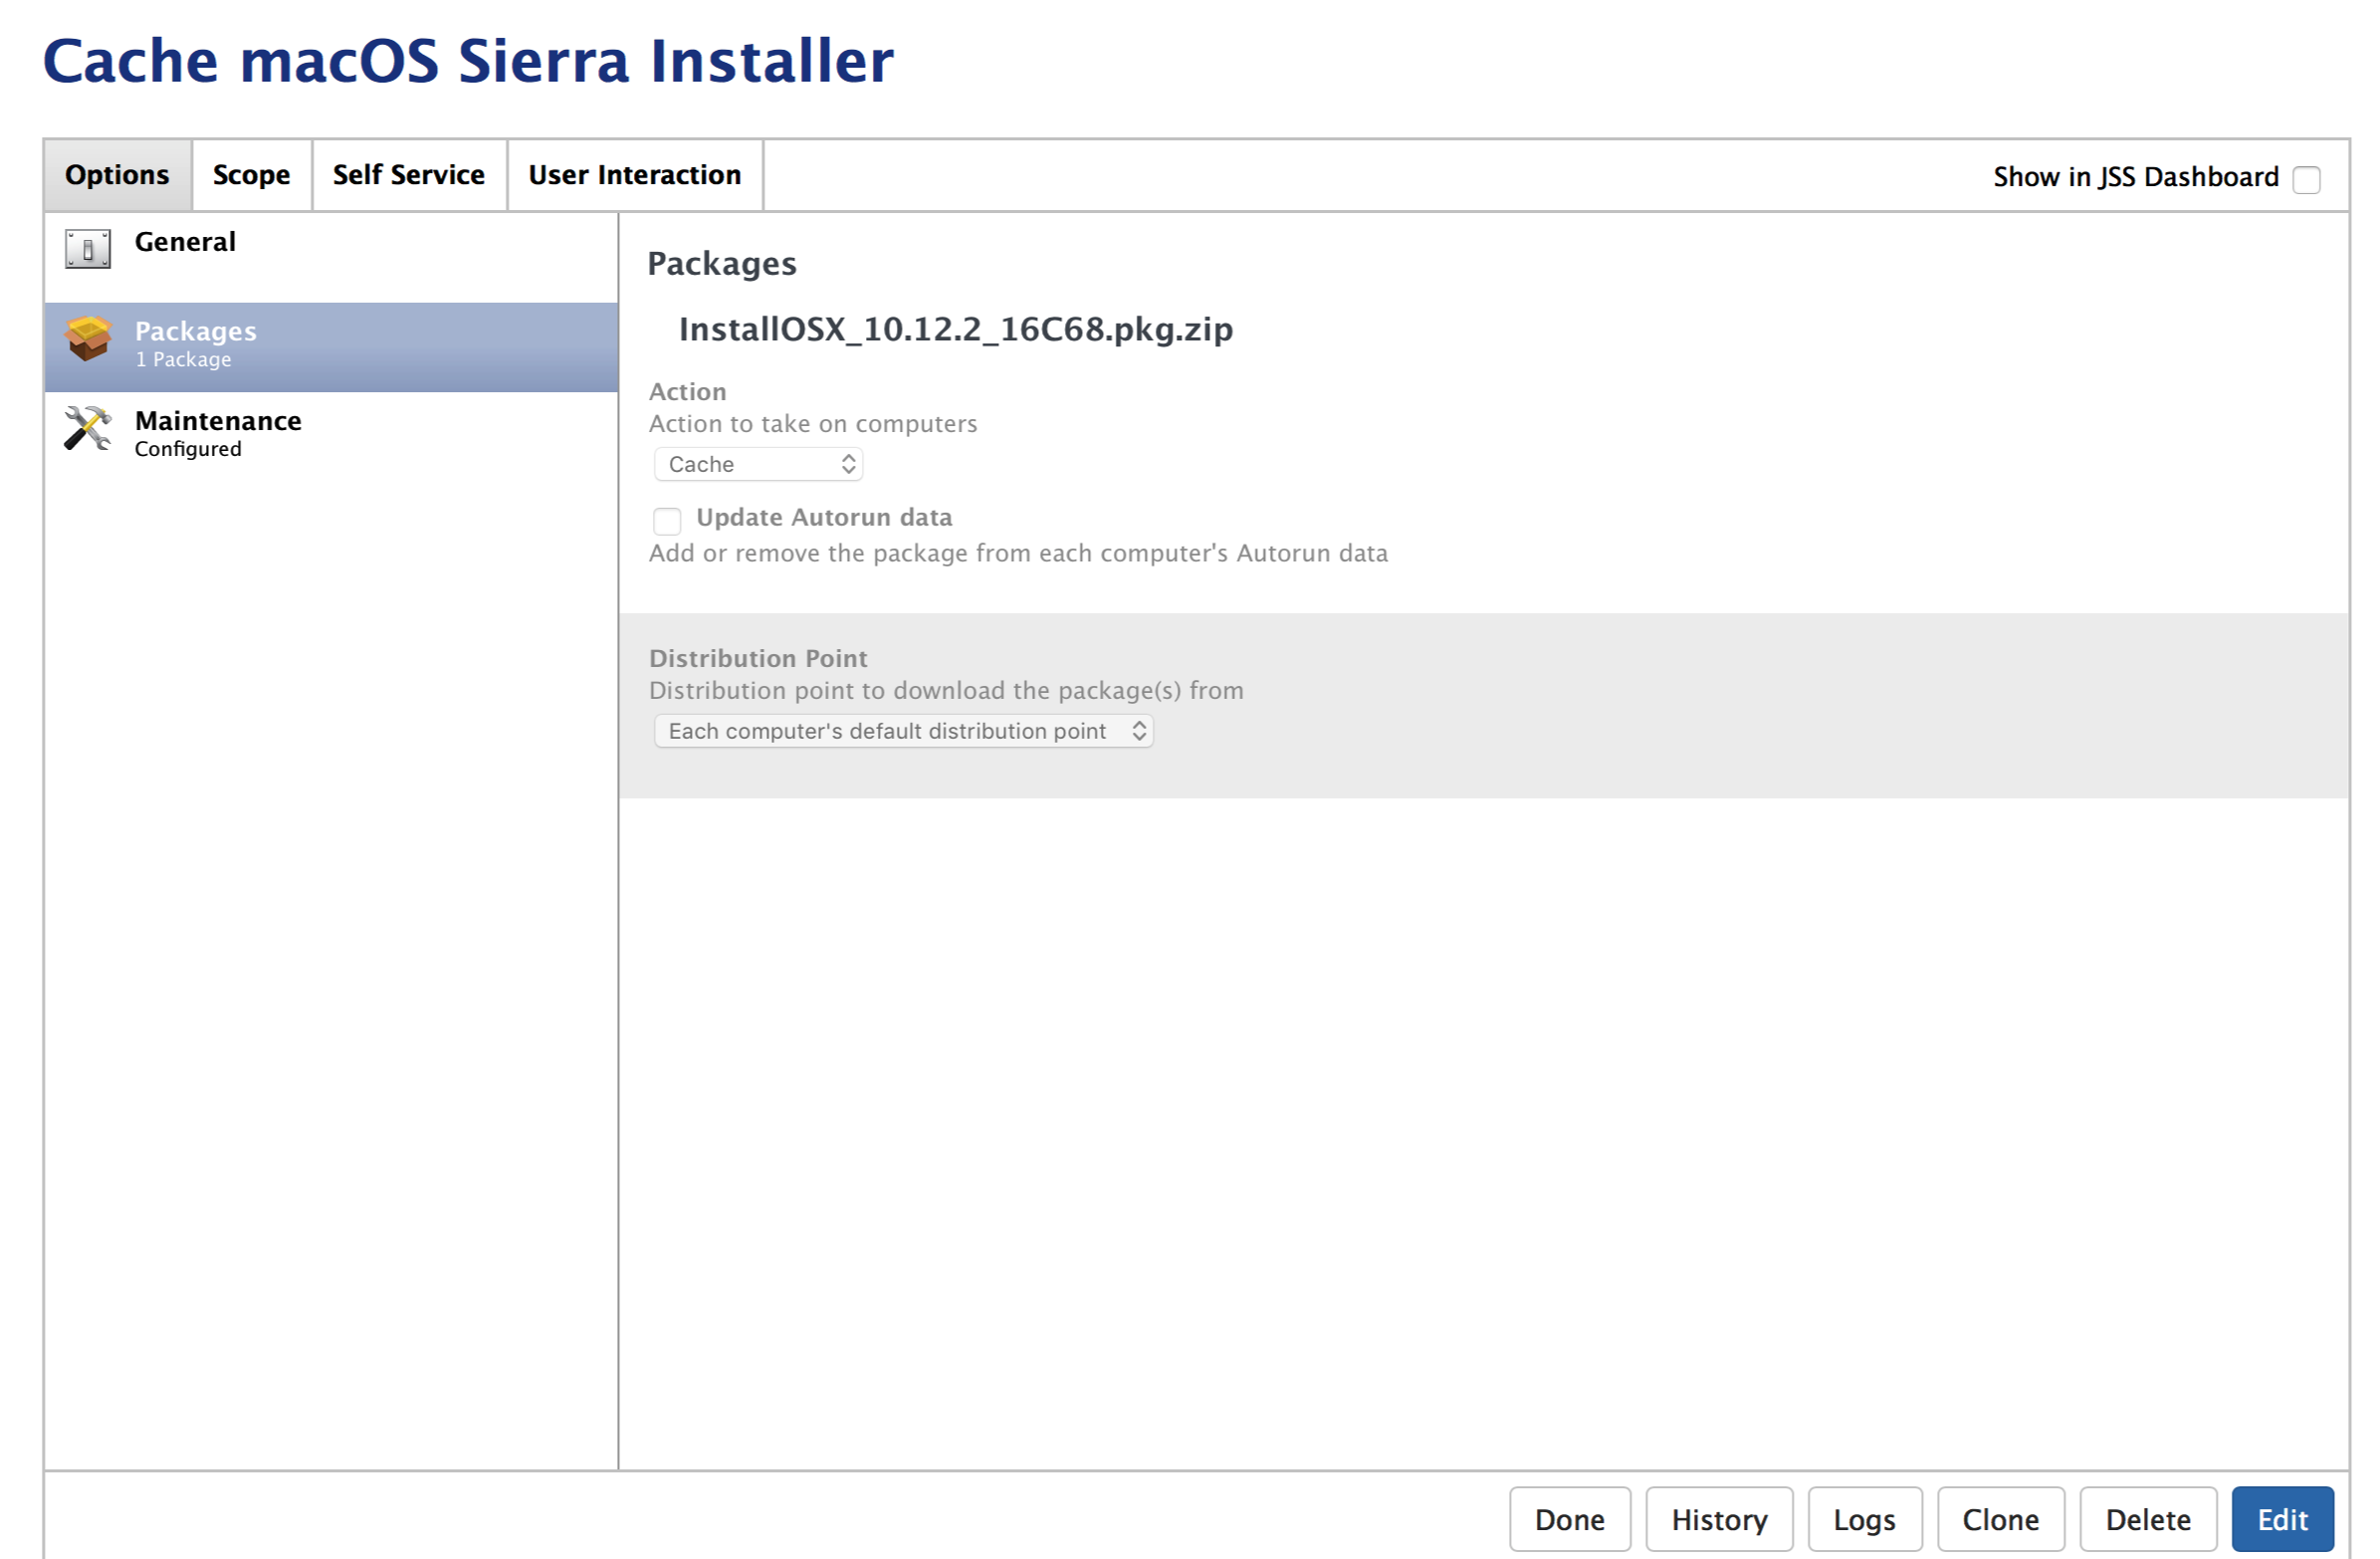 Cache macOS Sierra Installer
Options
Scope
Self Service
User Interaction
Show in JSS Dashboard
General
Packages
1 Package
Maintenance
Configured
Packages
InstallOSX_10.12.2_16C68.pkg.zip
Action
Action to take on computers
Cache
Update Autorun data
Add or remove the package from each computer's Autorun data
Distribution Point
Distribution point to download the package(s) from
Each computer's default distribution point
Done
History
Logs
Clone
Delete
Edit